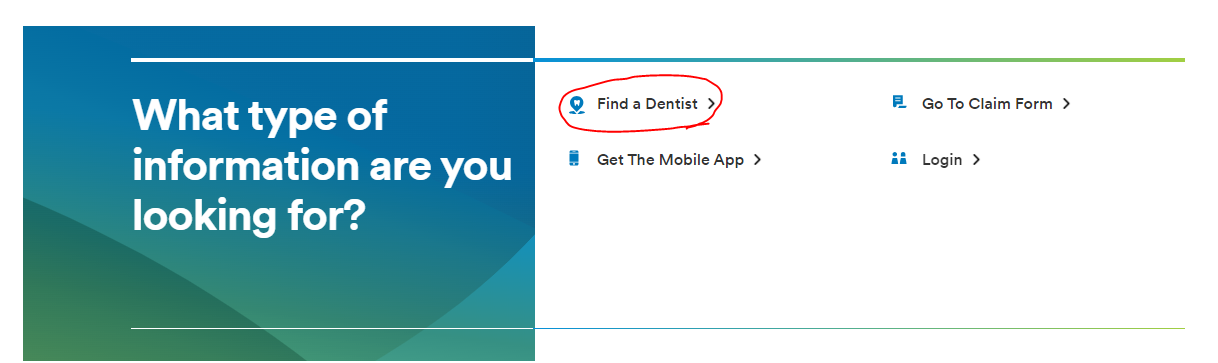 What type of
information are you
looking for?
Find a Dentist
Go To Claim Form
Get The Mobile App
Login